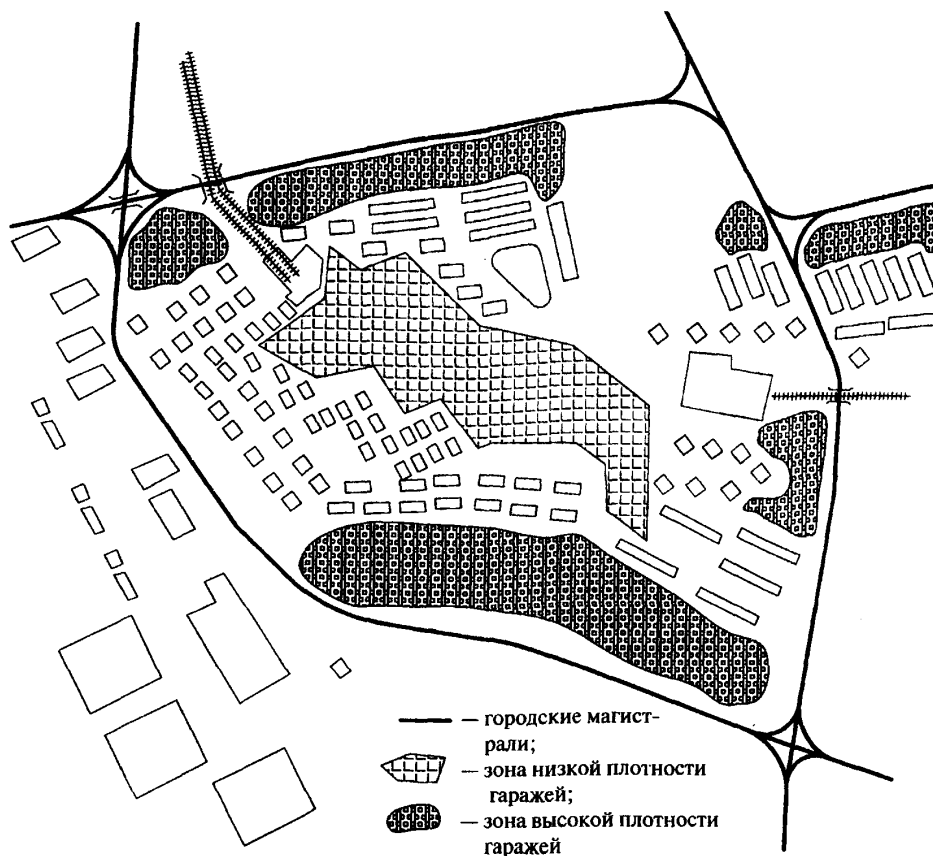 — городские магист-
рали;
— зона низкой плотности
гаражей;
— зона высокой плотности
гаражей